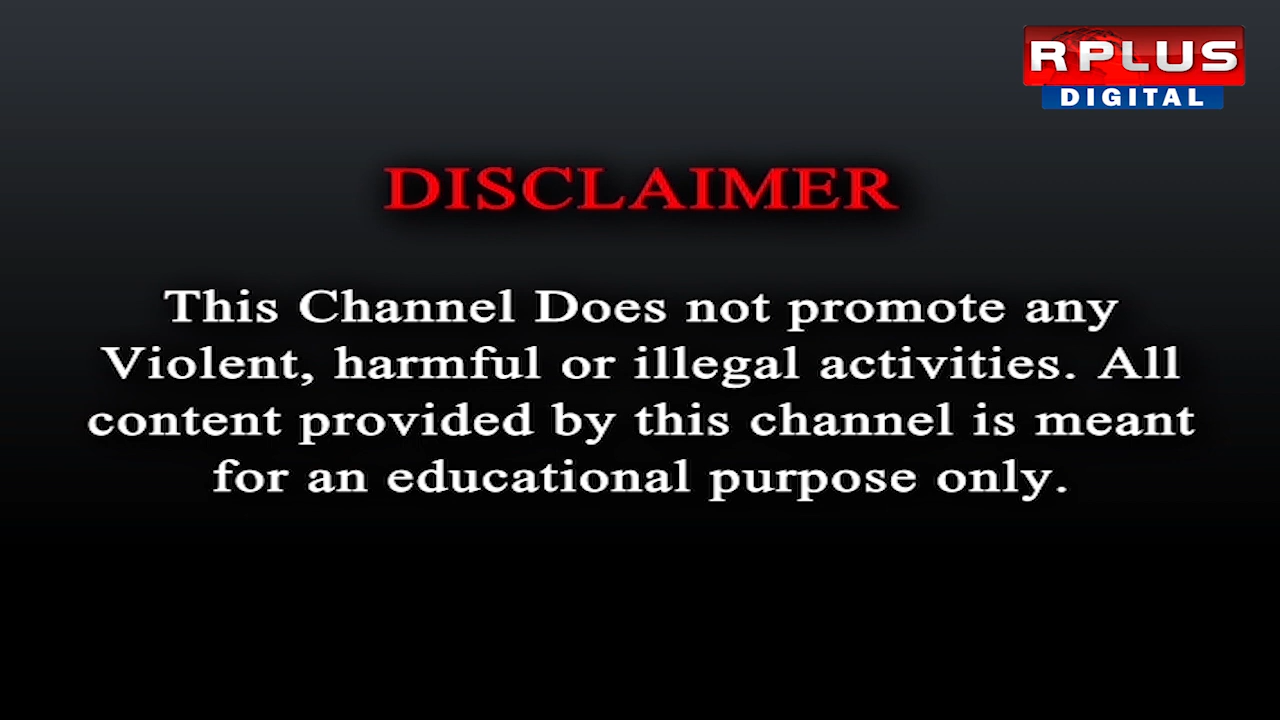 RPLUS
DIGITAL
DISCLAIMER
This Channel Does not promote any
Violent, harmful or illegal activities. All
content provided by this channel is meant
for an educational purpose only.